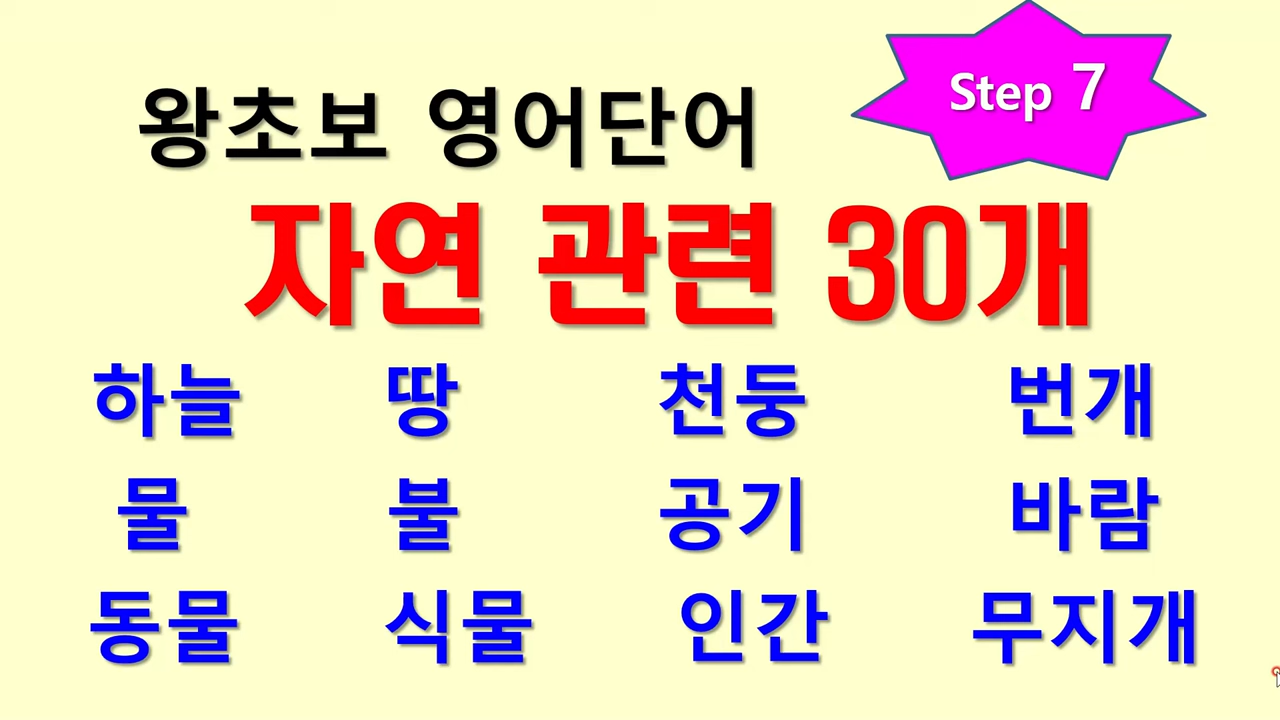 Step 7
왕초보 영어단어
자연 관련 30개
하늘 땅 천둥 번개
물 불 공기 바람
동물 식물 인간 무지개